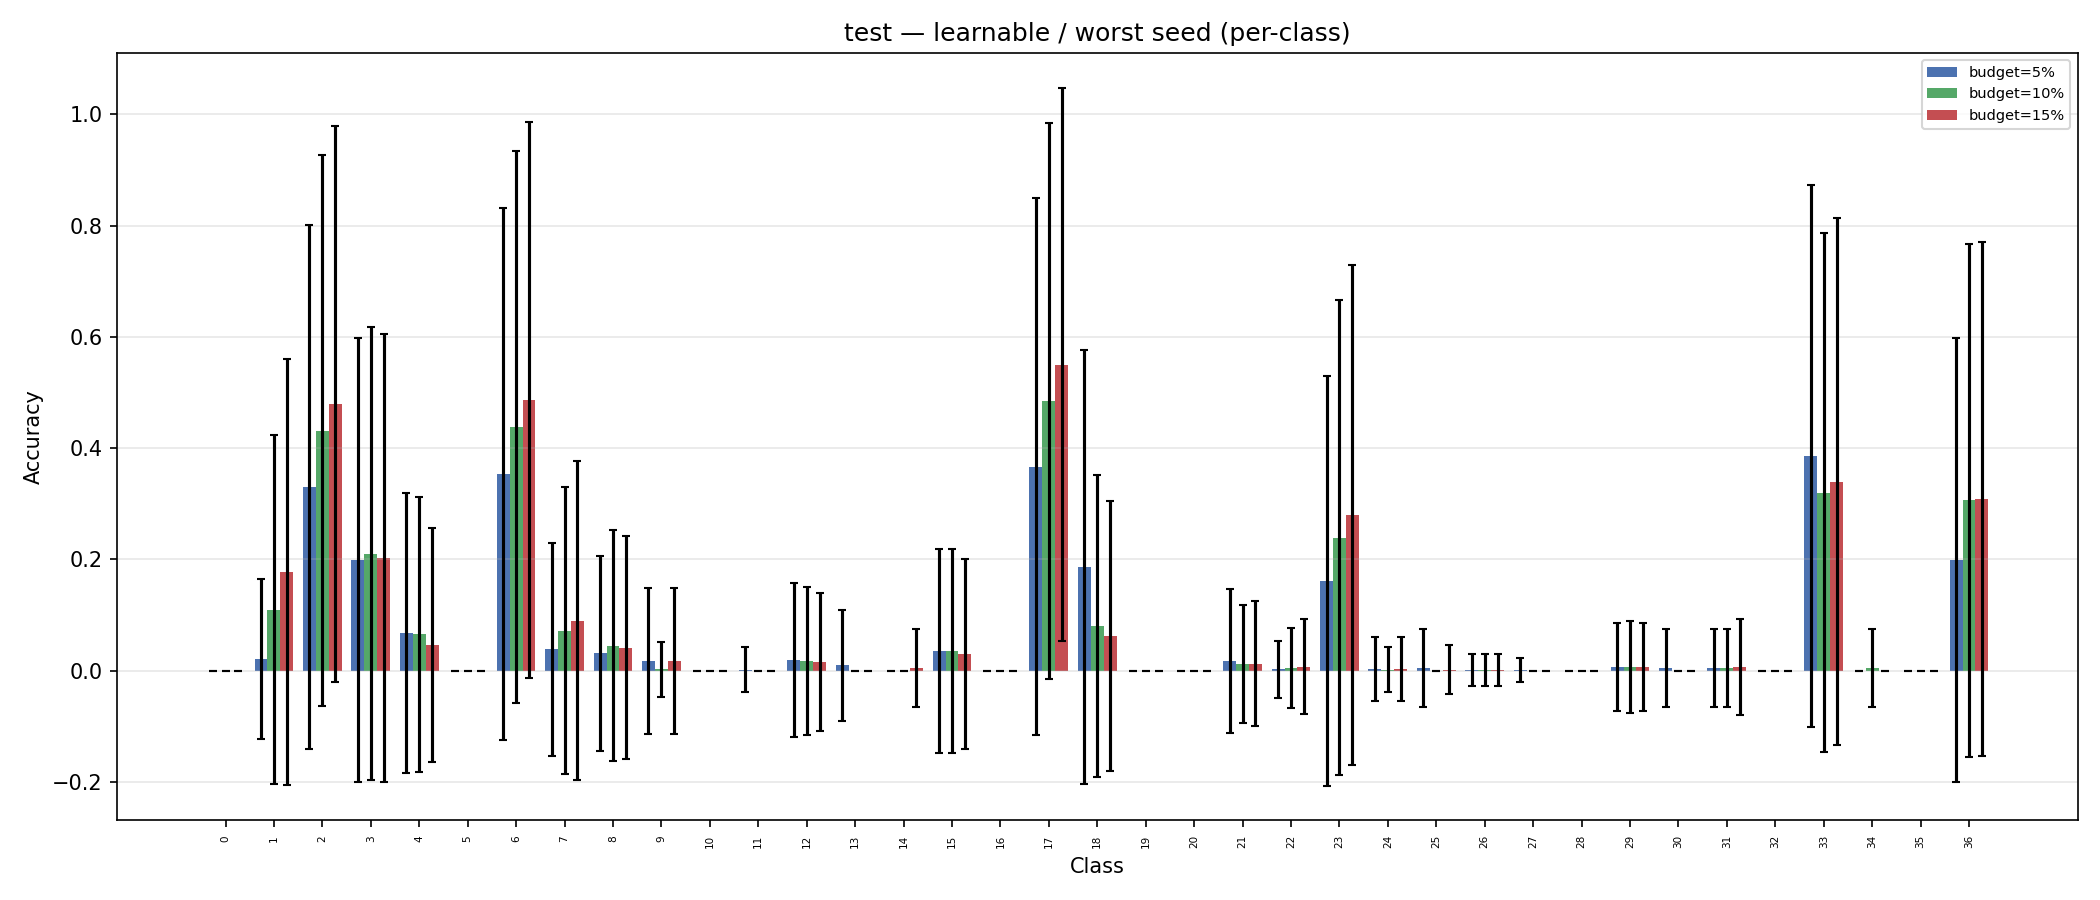 test — learnable / worst seed (per-class)
budget=5%
budget=10%
budget=15%
1.0
0.8
0.6
0.4
0.2
0.0
−0.2
Accuracy
0 1 2 3 4 5 6 7 8 9 10 11 12 13 14 15 16 17 18 19 20 21 22 23 24 25 26 27 28 29 30 31 32 33 34 35 36
Class